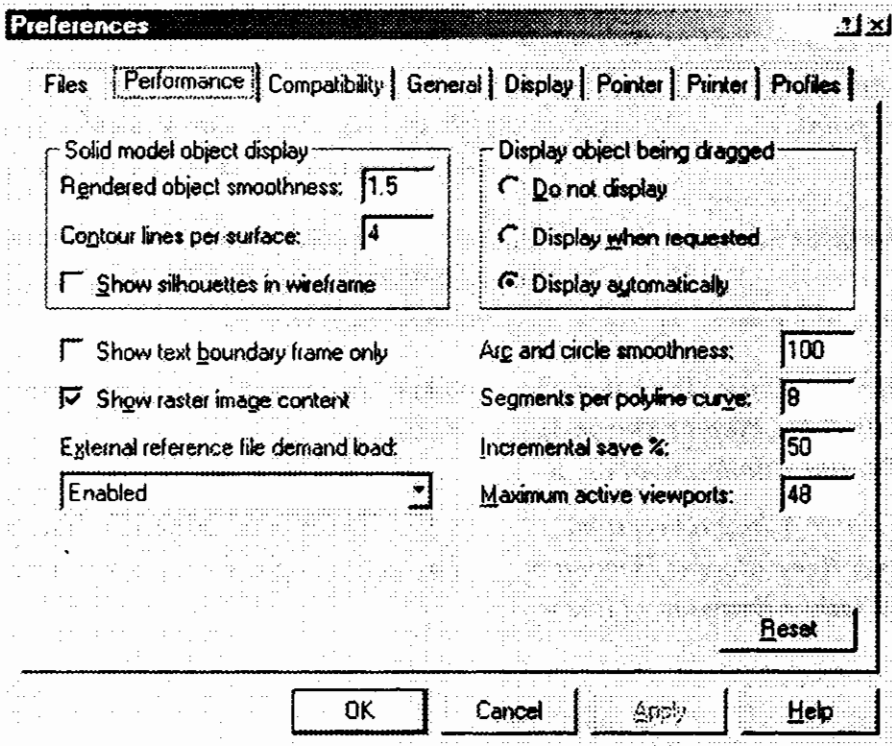 Preferences
Files Performance Compatibility General Display Pointer Printer Profiles
Solid model object display
Rendered object smoothness: 1.5
Contour lines per surface: 4
Show silhouettes in wireframe
Display object being dragged
Do not display
Display when requested
Display automatically
Show text boundary frame only
Show raster image content
External reference file demand load:
Enabled
Arc and circle smoothness: 100
Segments per polyline curve: 8
Incremental save %: 50
Maximum active viewports: 48
Reset
OK Cancel Apply Help